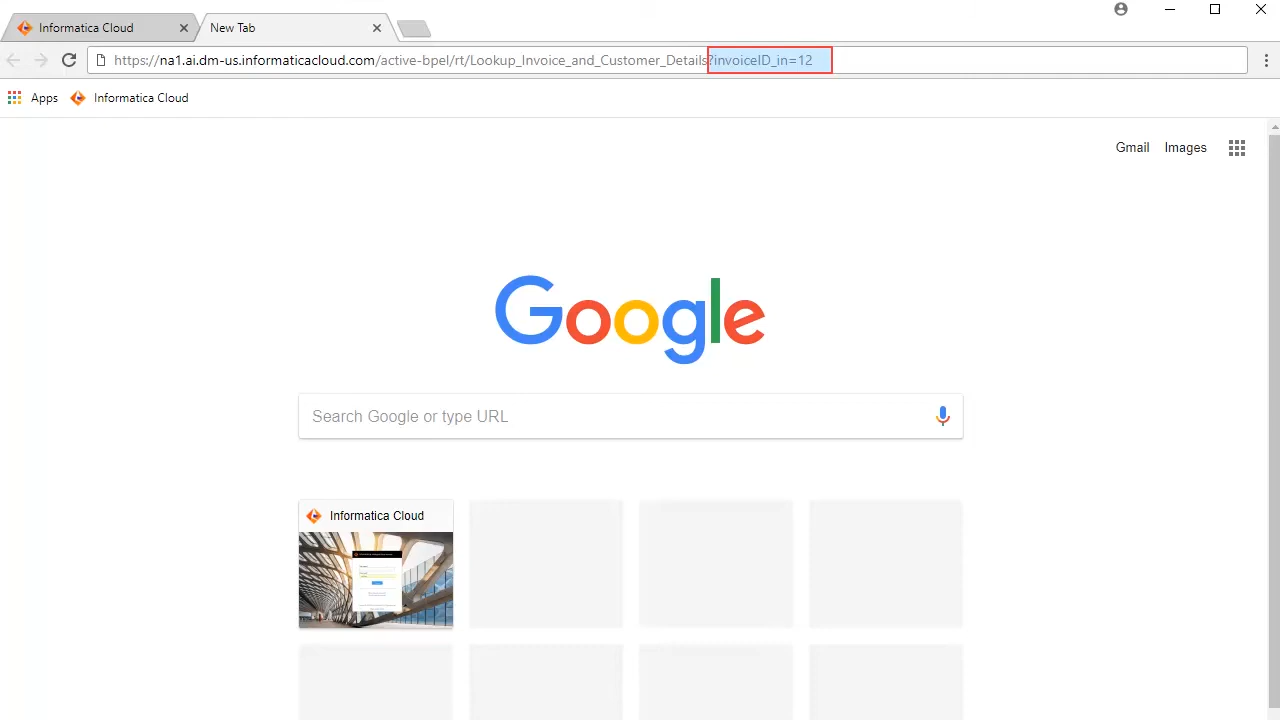 Informatica Cloud
New Tab
https://na1.ai.dm-us.informaticacloud.com/active-bpel/rt/Lookup_Invoice_and_Customer_Details?invoiceID_in=12
Apps
Informatica Cloud
Gmail
Images
Google
Search Google or type URL
Informatica Cloud